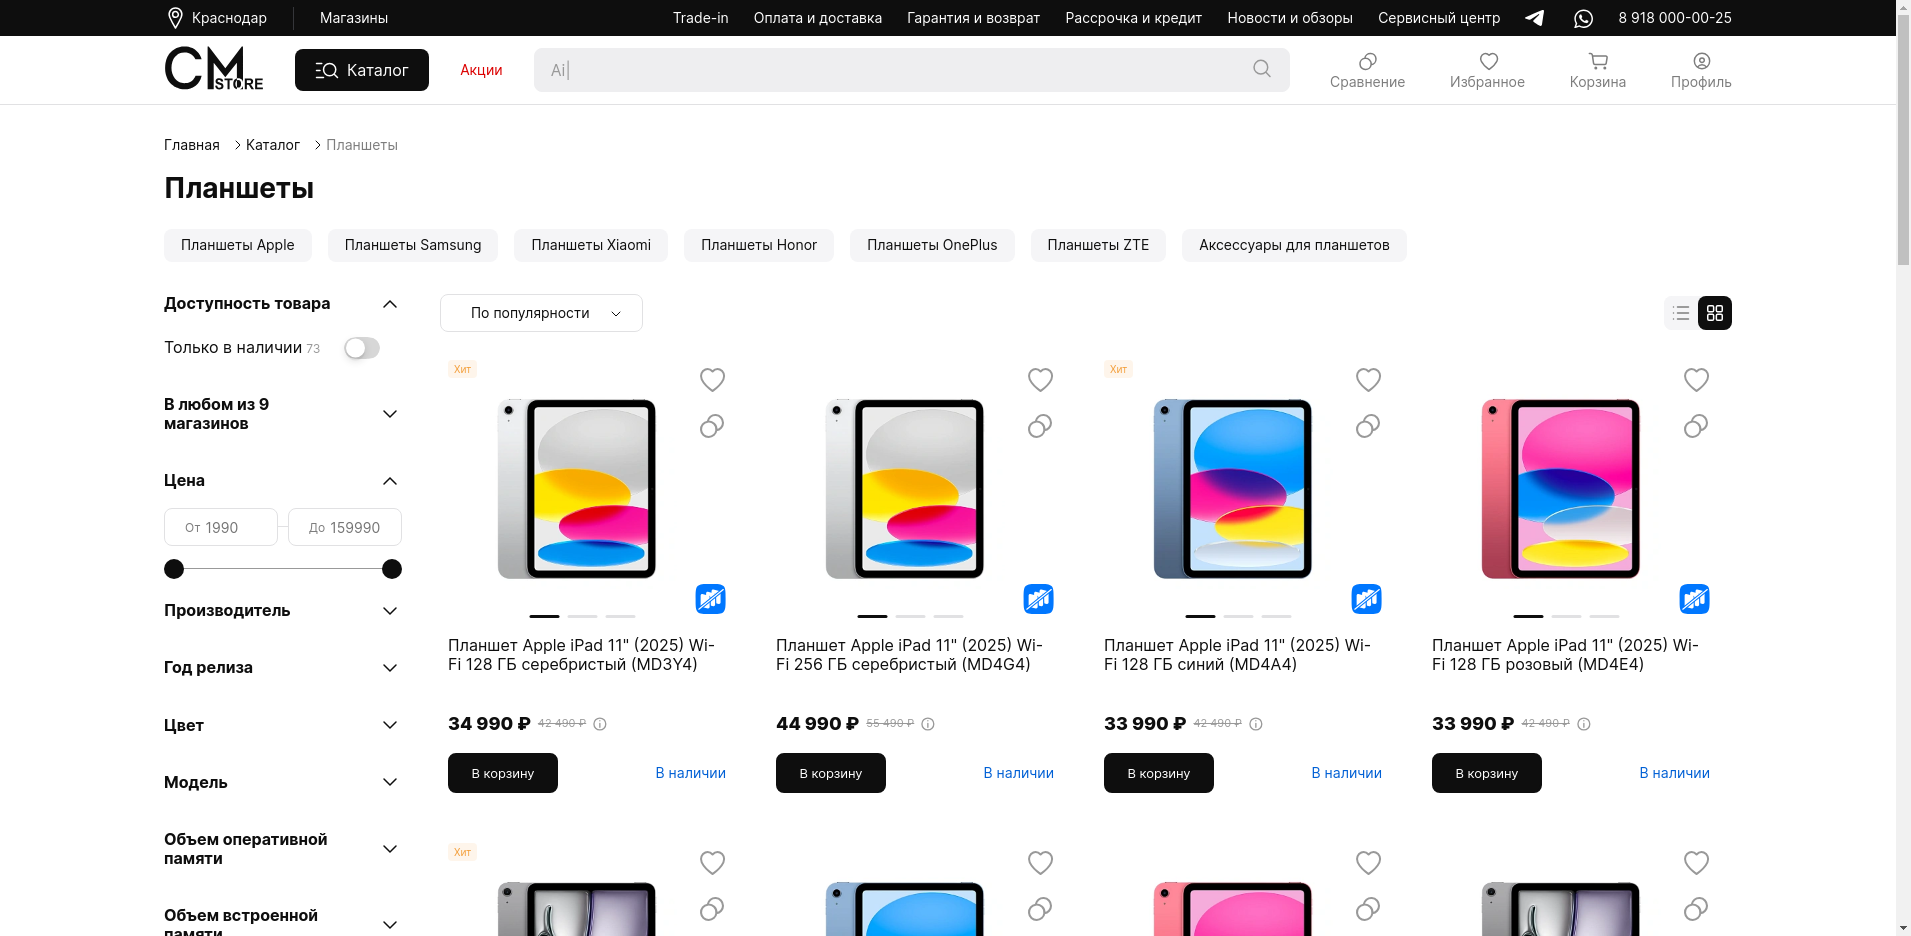 Краснодар
Магазины
Trade-in
Оплата и доставка
Гарантия и возврат
Рассрочка и кредит
Новости и обзоры
Сервисный центр
8 918 000-00-25
CM STORE
Каталог
Акции
Ai|
Сравнение
Избранное
Корзина
Профиль
Главная
Каталог
Планшеты
Планшеты
Планшеты Apple
Планшеты Samsung
Планшеты Xiaomi
Планшеты Honor
Планшеты OnePlus
Планшеты ZTE
Аксессуары для планшетов
Доступность товара
Только в наличии 73
В любом из 9
магазинов
Цена
От 1990
До 159990
Производитель
Год релиза
Цвет
Модель
Объем оперативной
памяти
Объем встроенной
памяти
По популярности
Хит
Планшет Apple iPad 11" (2025) Wi-
Fi 128 ГБ серебристый (MD3Y4)
34 990 ₽ 42 490 ₽
В корзину
В наличии
Планшет Apple iPad 11" (2025) Wi-
Fi 256 ГБ серебристый (MD4G4)
44 990 ₽ 55 490 ₽
В корзину
В наличии
Хит
Планшет Apple iPad 11" (2025) Wi-
Fi 128 ГБ синий (MD4A4)
33 990 ₽ 42 490 ₽
В корзину
В наличии
Планшет Apple iPad 11" (2025) Wi-
Fi 128 ГБ розовый (MD4E4)
33 990 ₽ 42 490 ₽
В корзину
В наличии
Хит